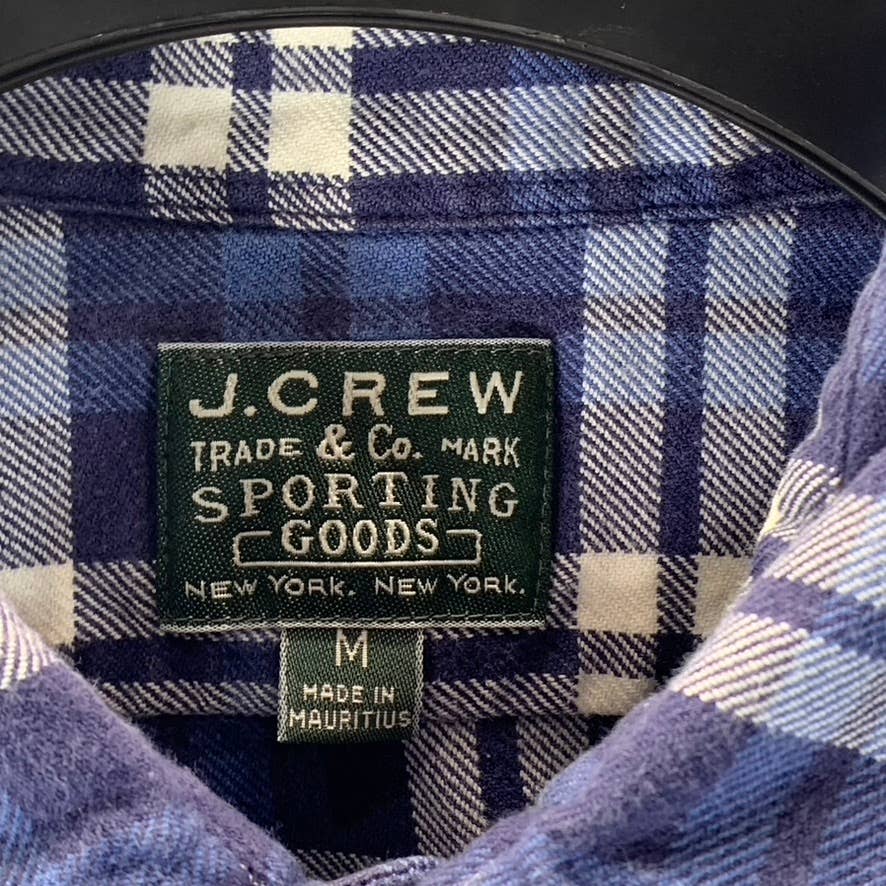 J.CREW
TRADE & Co. MARK
SPORTING
GOODS
NEW YORK. NEW YORK.
M
MADE IN
MAURITIUS